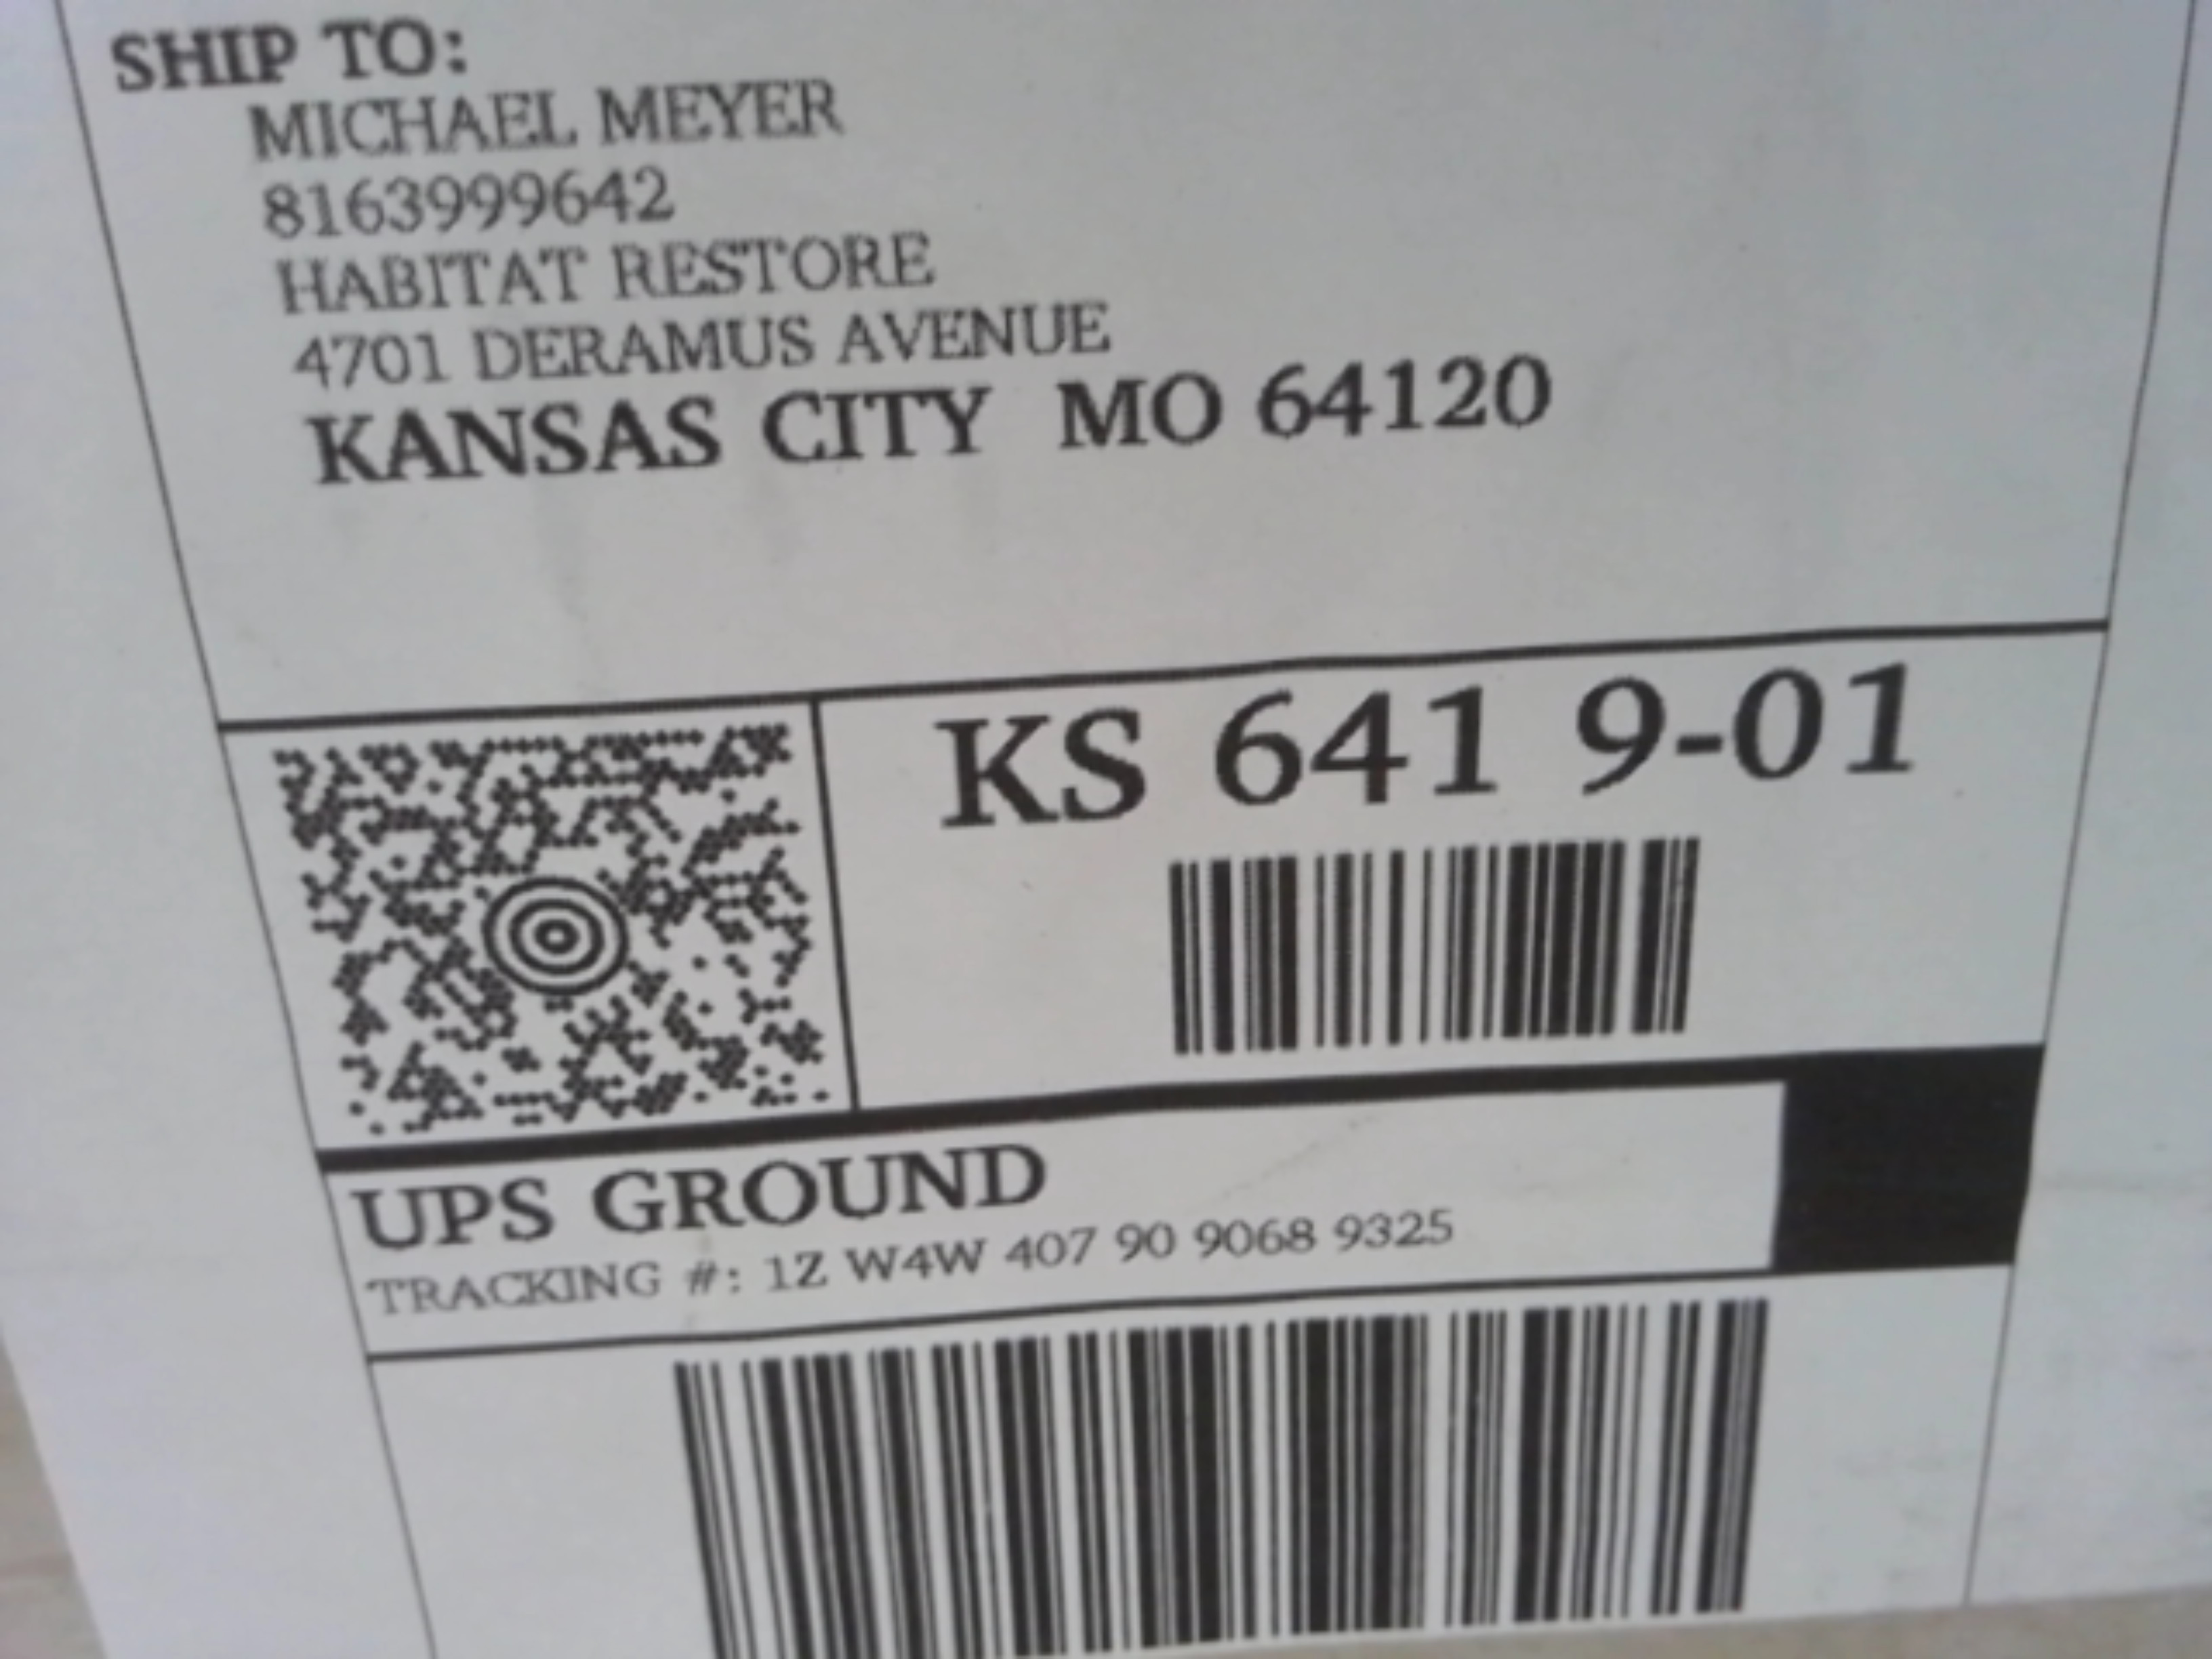 SHIP TO:
MICHAEL MEYER
8163999642
HABITAT RESTORE
4701 DERAMUS AVENUE
KANSAS CITY MO 64120
KS 641 9-01
UPS GROUND
TRACKING #: 1Z W4W 407 90 9068 9325